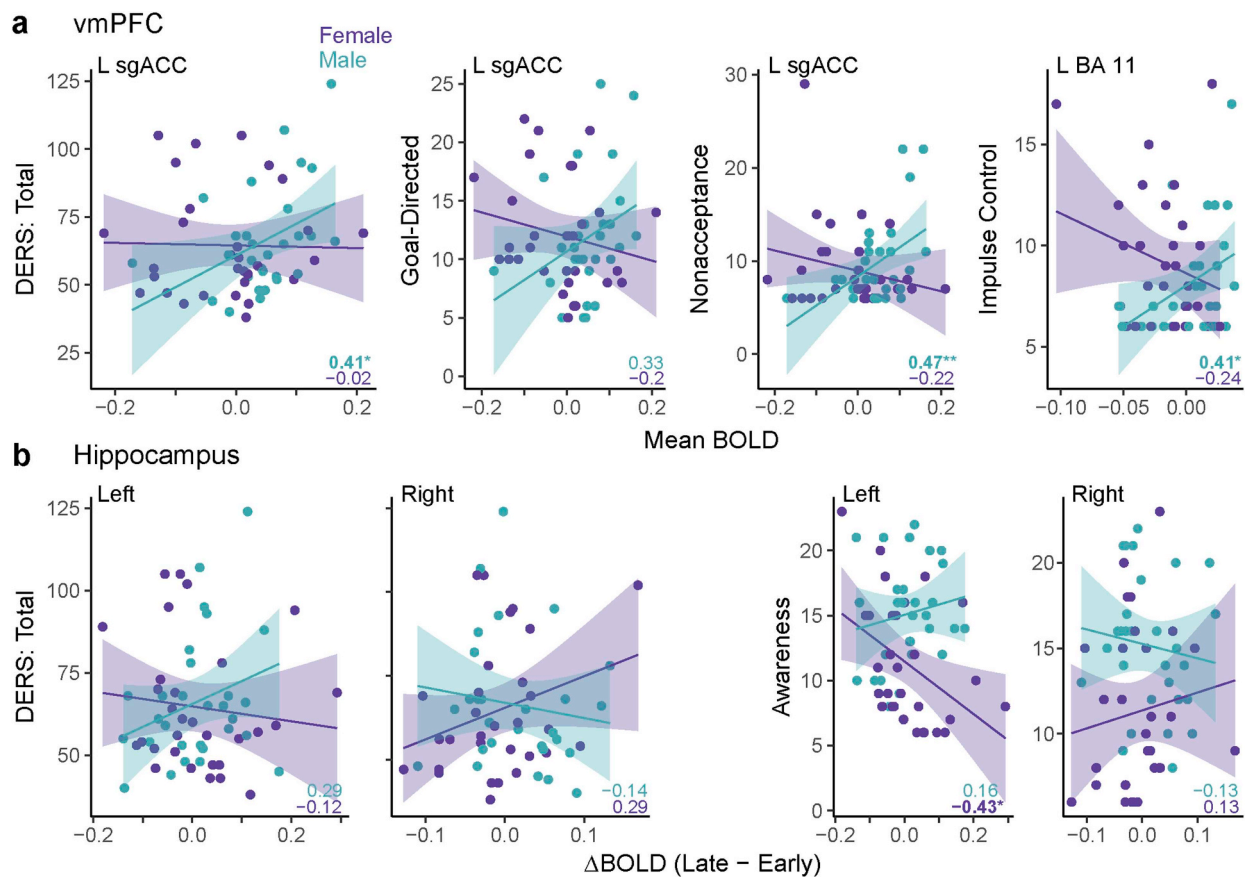 a vmPFC
Female
Male
L sgACC L sgACC L sgACC L BA 11
DERS: Total
125
100
75
50
25
−0.2 0.0 0.2
0.41*
−0.02
Goal-Directed
25
20
15
10
5
0
−0.2 0.0 0.2
0.33
−0.2
Nonacceptance
30
20
10
0
−0.2 0.0 0.2
0.47**
−0.22
Impulse Control
15
10
5
−0.10 −0.05 0.00
0.41*
−0.24
Mean BOLD
b Hippocampus
Left Right Left Right
DERS: Total
125
100
75
50
−0.2 0.0 0.2
0.29
−0.12
−0.1 0.0 0.1
−0.14
0.29
Awareness
20
15
10
5
0
−0.2 0.0 0.2
0.16
−0.43*
20
15
10
−0.1 0.0 0.1
−0.13
0.13
ΔBOLD (Late − Early)